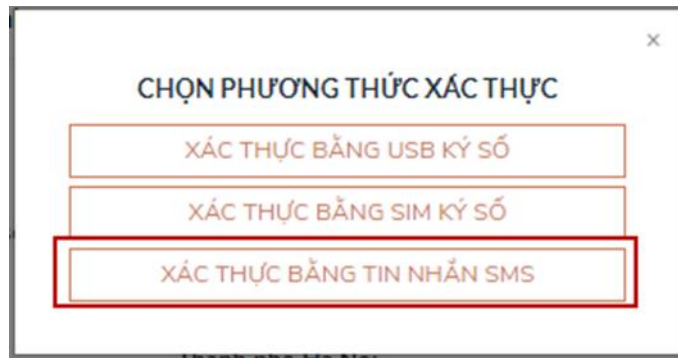 ×
CHỌN PHƯƠNG THỨC XÁC THỰC
XÁC THỰC BẰNG USB KÝ SỐ
XÁC THỰC BẰNG SIM KÝ SỐ
XÁC THỰC BẰNG TIN NHẮN SMS